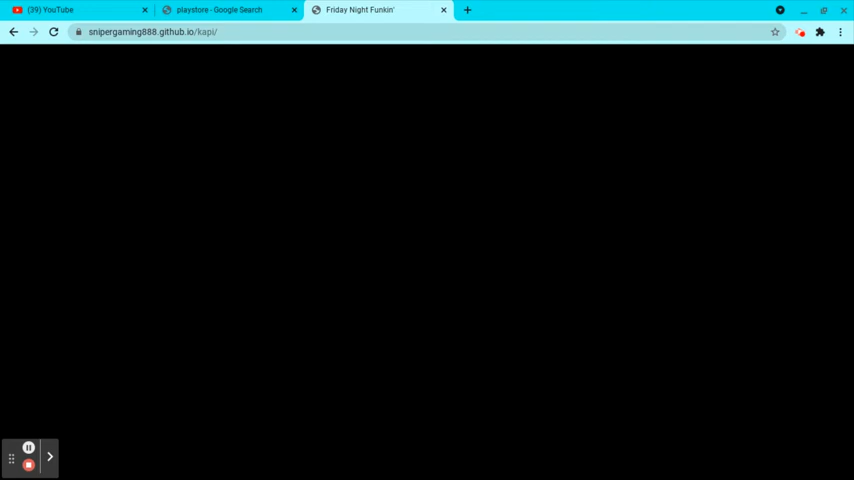 (39) YouTube
playstore - Google Search
Friday Night Funkin'
snipergaming888.github.io/kapi/